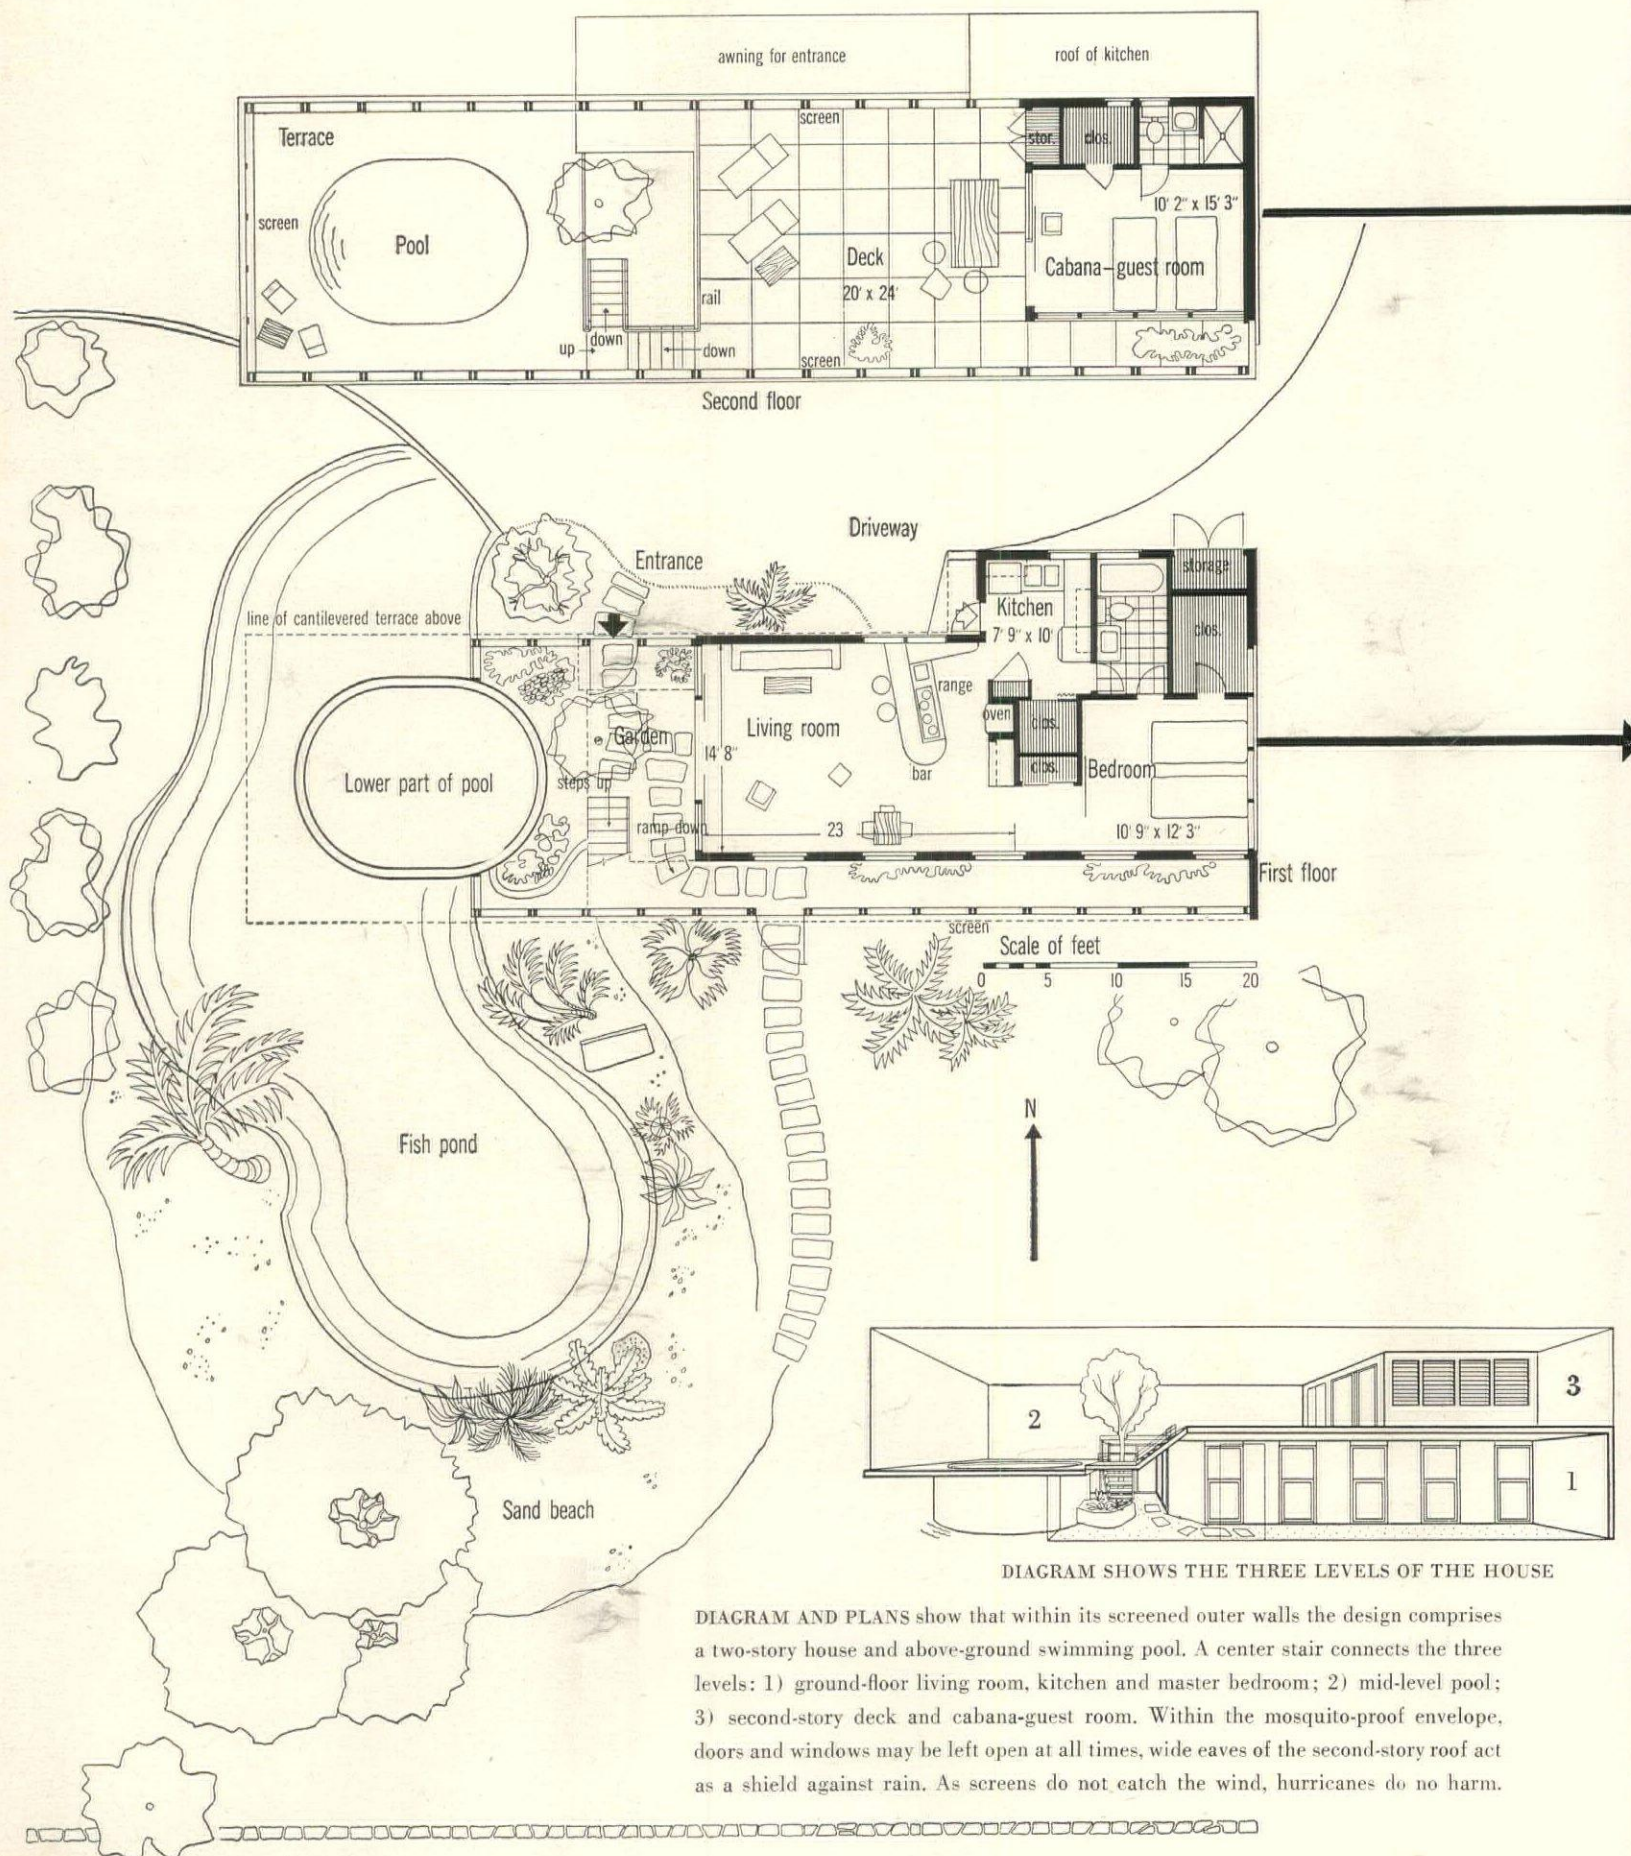 awning for entrance
roof of kitchen
Terrace
screen
stor.
clos.
10' 2" x 15' 3"
screen
Pool
Deck
20' x 24'
Cabana–guest room
rail
up
down
down
screen
Second floor
Driveway
Entrance
storage
line of cantilevered terrace above
Kitchen
7' 9" x 10'
clos.
range
oven
clos.
Living room
Garden
14' 8"
clos.
bar
Bedroom
Lower part of pool
steps up
ramp down
23
10' 9" x 12' 3"
First floor
screen
Scale of feet
0 5 10 15 20
N
Fish pond
Sand beach
2
3
1
DIAGRAM SHOWS THE THREE LEVELS OF THE HOUSE
DIAGRAM AND PLANS show that within its screened outer walls the design comprises
a two-story house and above-ground swimming pool. A center stair connects the three
levels: 1) ground-floor living room, kitchen and master bedroom; 2) mid-level pool;
3) second-story deck and cabana-guest room. Within the mosquito-proof envelope,
doors and windows may be left open at all times, wide eaves of the second-story roof act
as a shield against rain. As screens do not catch the wind, hurricanes do no harm.